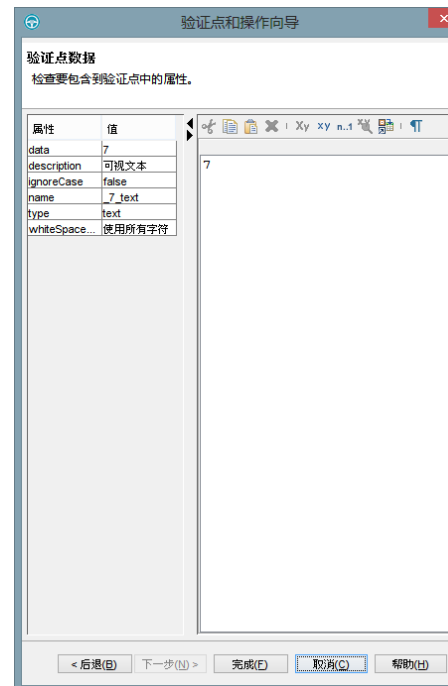 验证点和操作向导
验证点数据
检查要包含到验证点中的属性。
属性 值
data 7
description 可视文本
ignoreCase false
name _7_text
type text
whiteSpace... 使用所有字符
Xy xy n..1 ¶
7
< 后退(B) 下一步(N) > 完成(F) 取消(C) 帮助(H)